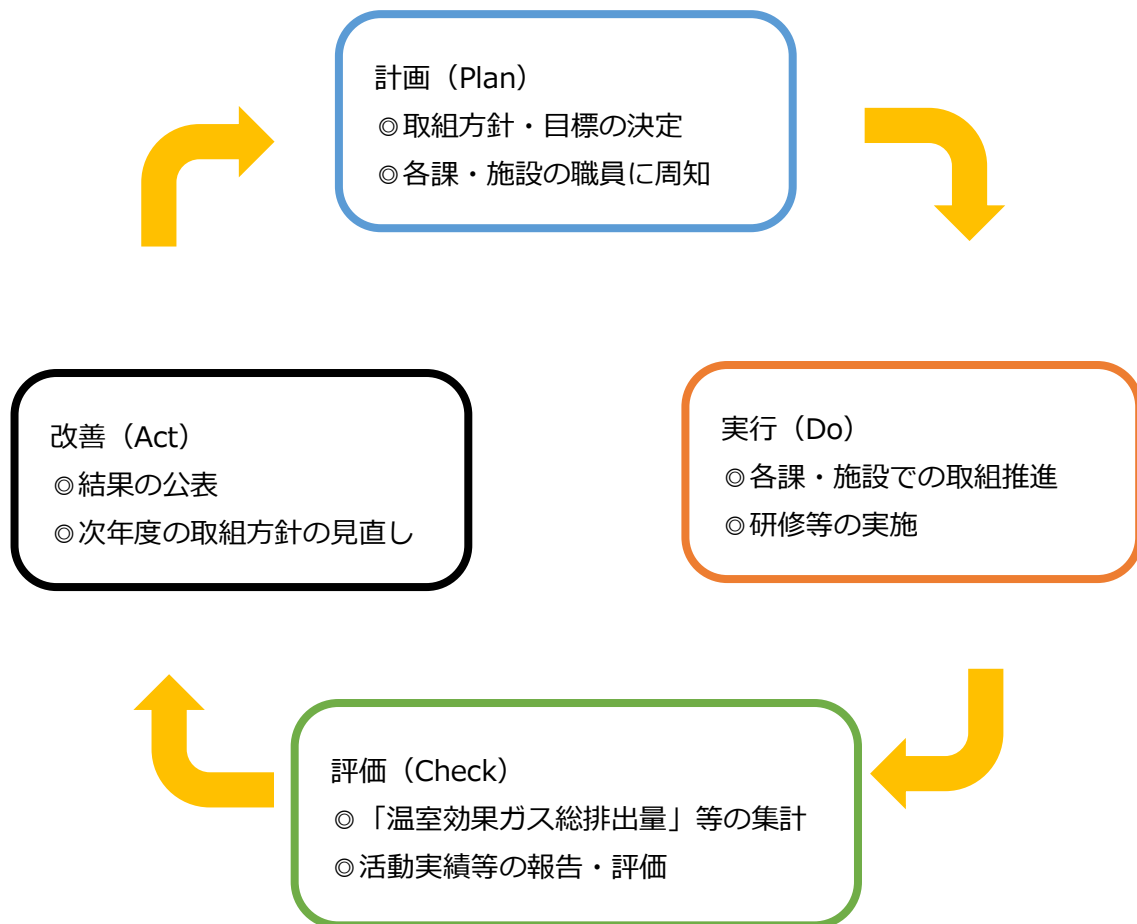 計画（Plan）
◎取組方針・目標の決定
◎各課・施設の職員に周知
改善（Act）
◎結果の公表
◎次年度の取組方針の見直し
実行（Do）
◎各課・施設での取組推進
◎研修等の実施
評価（Check）
◎「温室効果ガス総排出量」等の集計
◎活動実績等の報告・評価